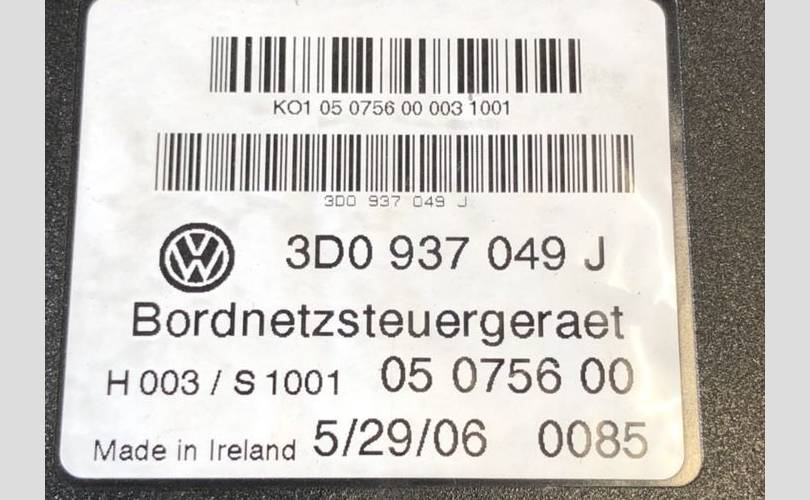 KO1 05 0756 00 003 1001
3D0 937 049 J
3D0 937 049 J
Bordnetzsteuergeraet
H 003 / S 1001 05 0756 00
Made in Ireland 5/29/06 0085